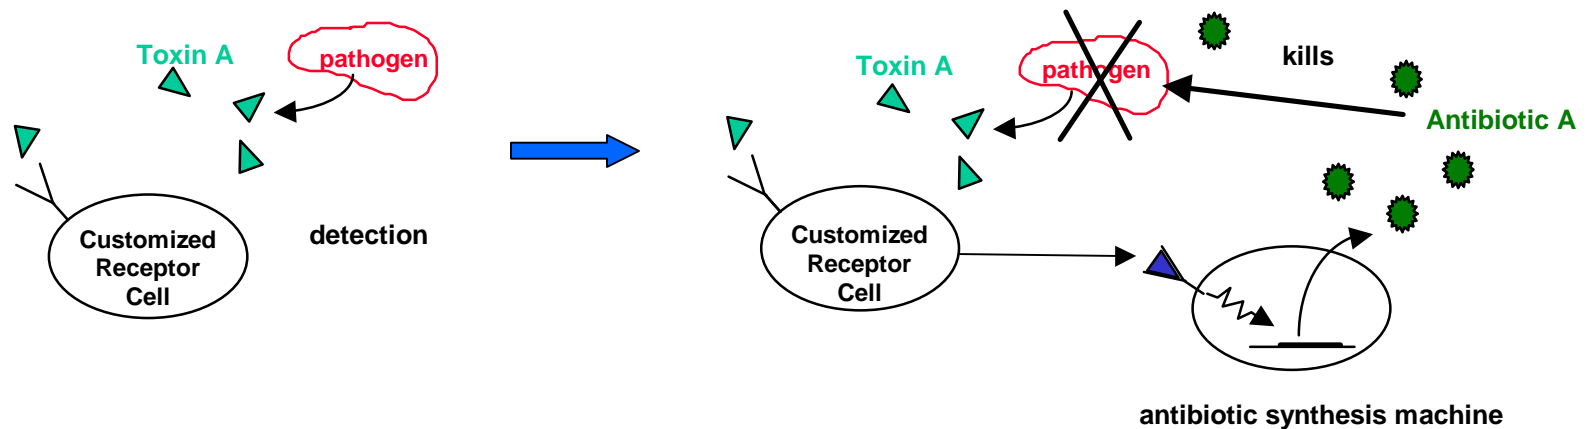 Toxin A
pathogen
Customized
Receptor
Cell
detection
Toxin A
pathogen
kills
Antibiotic A
Customized
Receptor
Cell
antibiotic synthesis machine